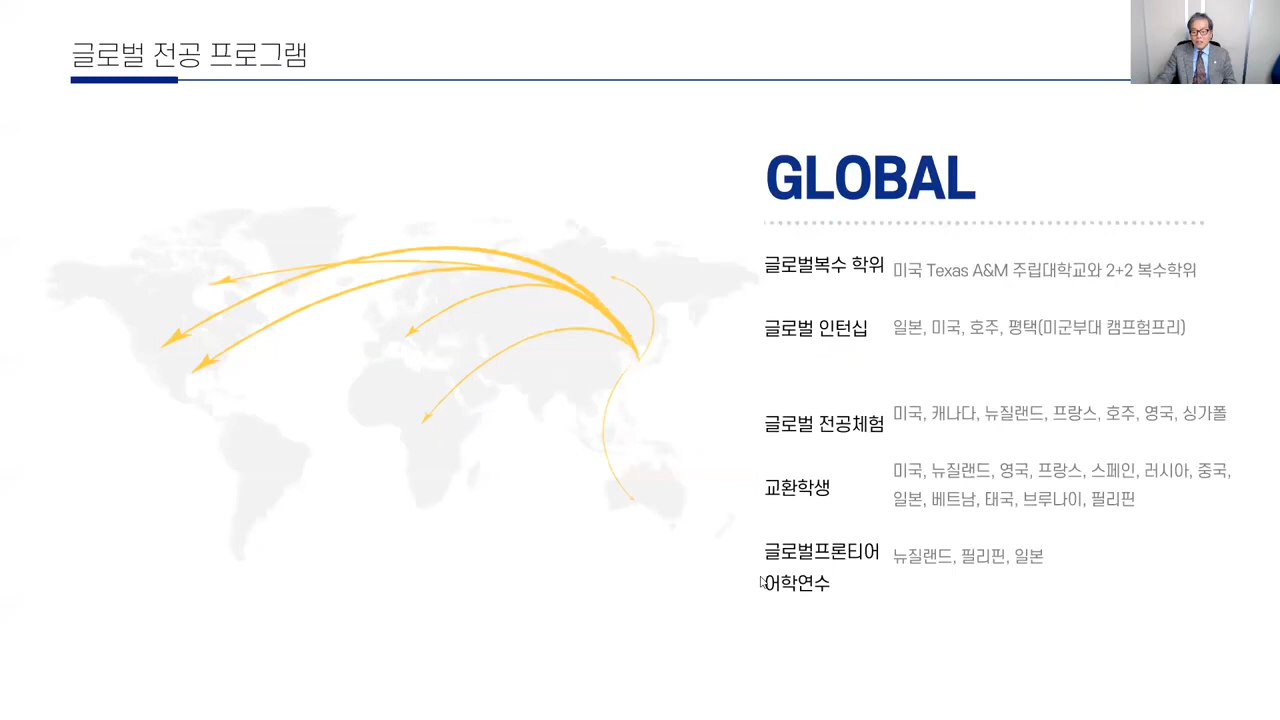 글로벌 전공 프로그램
GLOBAL
글로벌복수 학위 미국 Texas A&M 주립대학교와 2+2 복수학위
글로벌 인턴십 일본, 미국, 호주, 평택(미군부대 캠프험프리)
글로벌 전공체험 미국, 캐나다, 뉴질랜드, 프랑스, 호주, 영국, 싱가폴
교환학생 미국, 뉴질랜드, 영국, 프랑스, 스페인, 러시아, 중국,
일본, 베트남, 태국, 브루나이, 필리핀
글로벌프론티어 뉴질랜드, 필리핀, 일본
어학연수